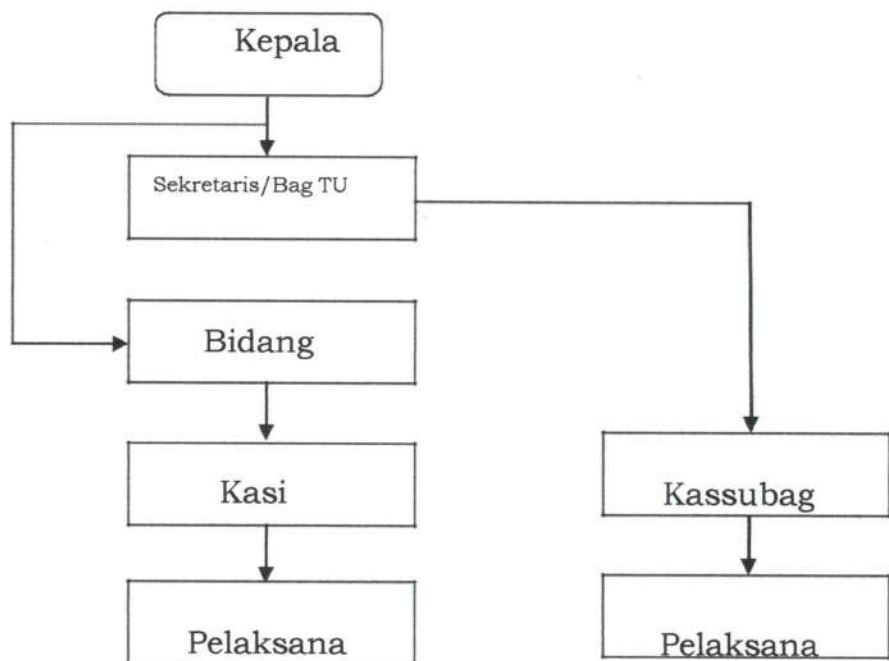 Kepala
Sekretaris/Bag TU
Bidang
Kasi
Kassubag
Pelaksana
Pelaksana